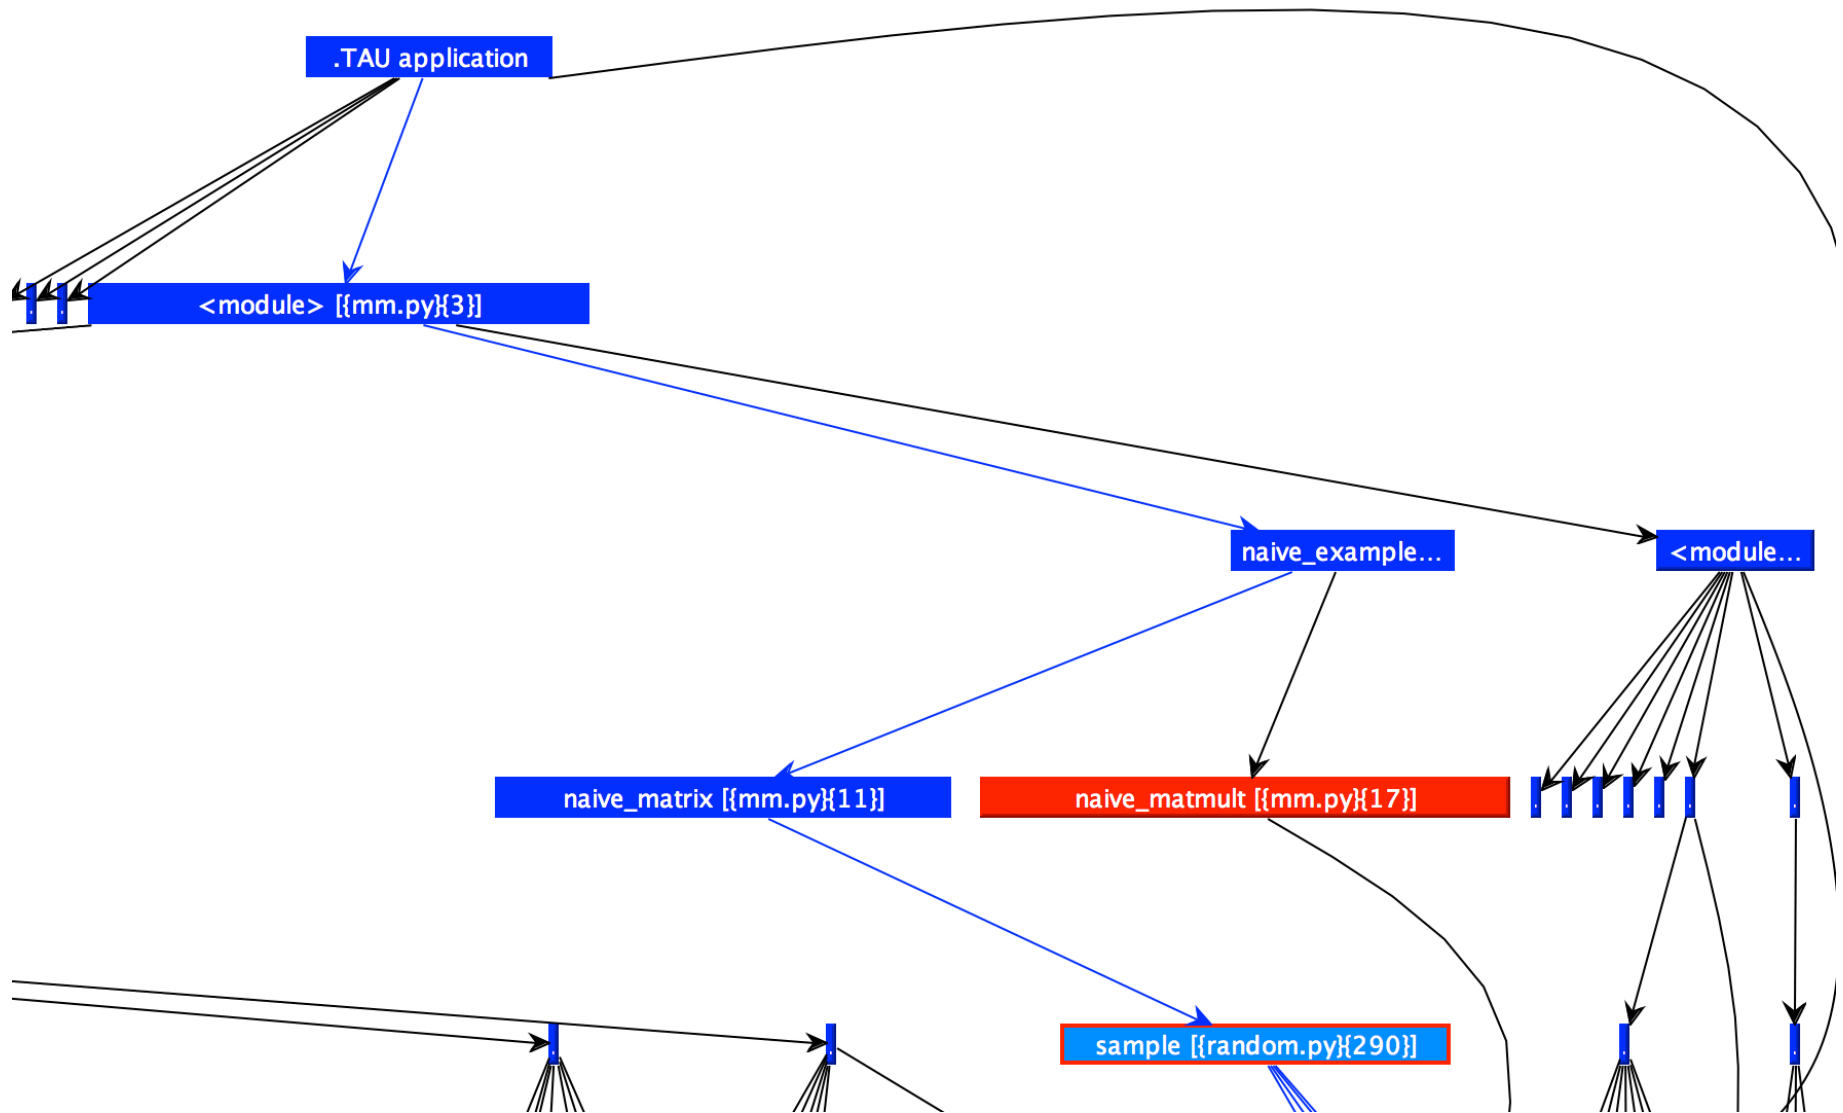 .TAU application
<module> [{mm.py}{3}]
naive_example...
<module...
naive_matrix [{mm.py}{11}]
naive_matmult [{mm.py}{17}]
sample [{random.py}{290}]